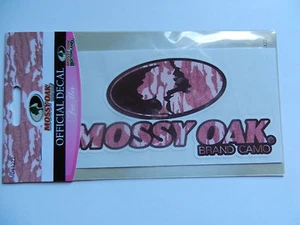 MOSSY OAK
OFFICIAL DECAL
MOSSY OAK®
BRAND CAMO